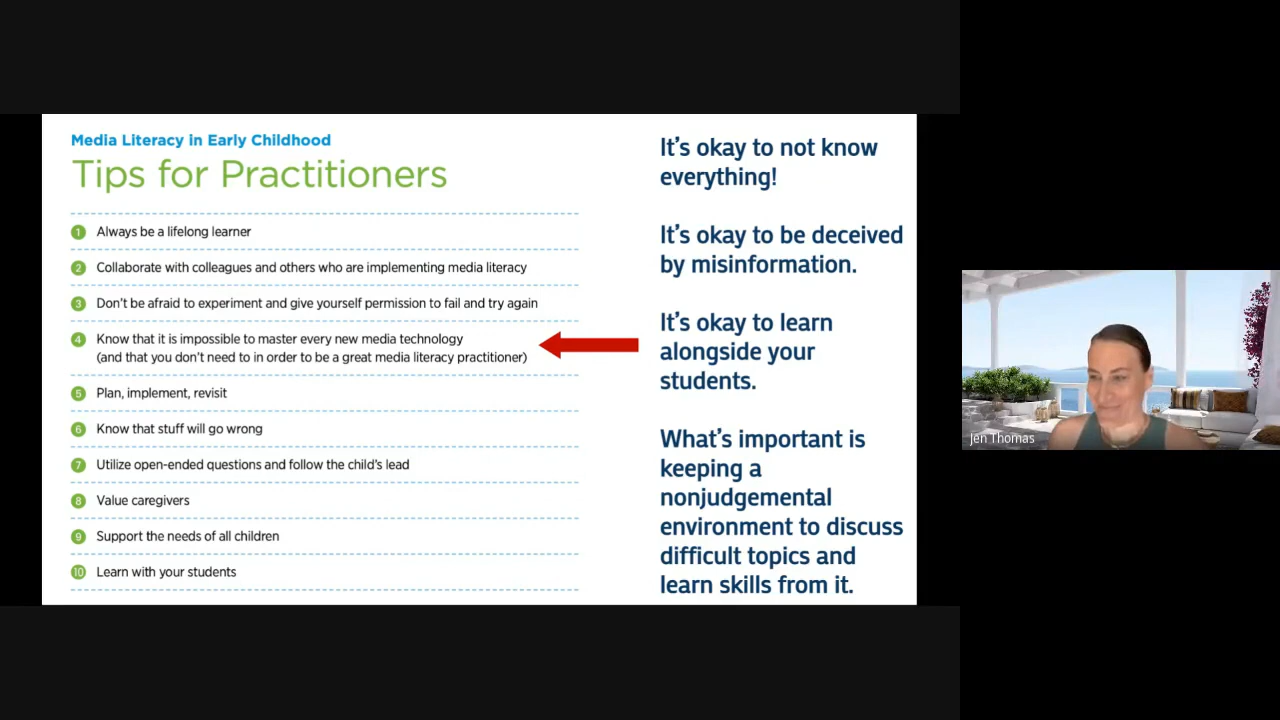 Media Literacy in Early Childhood
Tips for Practitioners
1 Always be a lifelong learner
2 Collaborate with colleagues and others who are implementing media literacy
3 Don't be afraid to experiment and give yourself permission to fail and try again
4 Know that it is impossible to master every new media technology
(and that you don't need to in order to be a great media literacy practitioner)
5 Plan, implement, revisit
6 Know that stuff will go wrong
7 Utilize open-ended questions and follow the child's lead
8 Value caregivers
9 Support the needs of all children
10 Learn with your students
It's okay to not know
everything!
It's okay to be deceived
by misinformation.
It's okay to learn
alongside your
students.
What's important is
keeping a
nonjudgemental
environment to discuss
difficult topics and
learn skills from it.
Jen Thomas